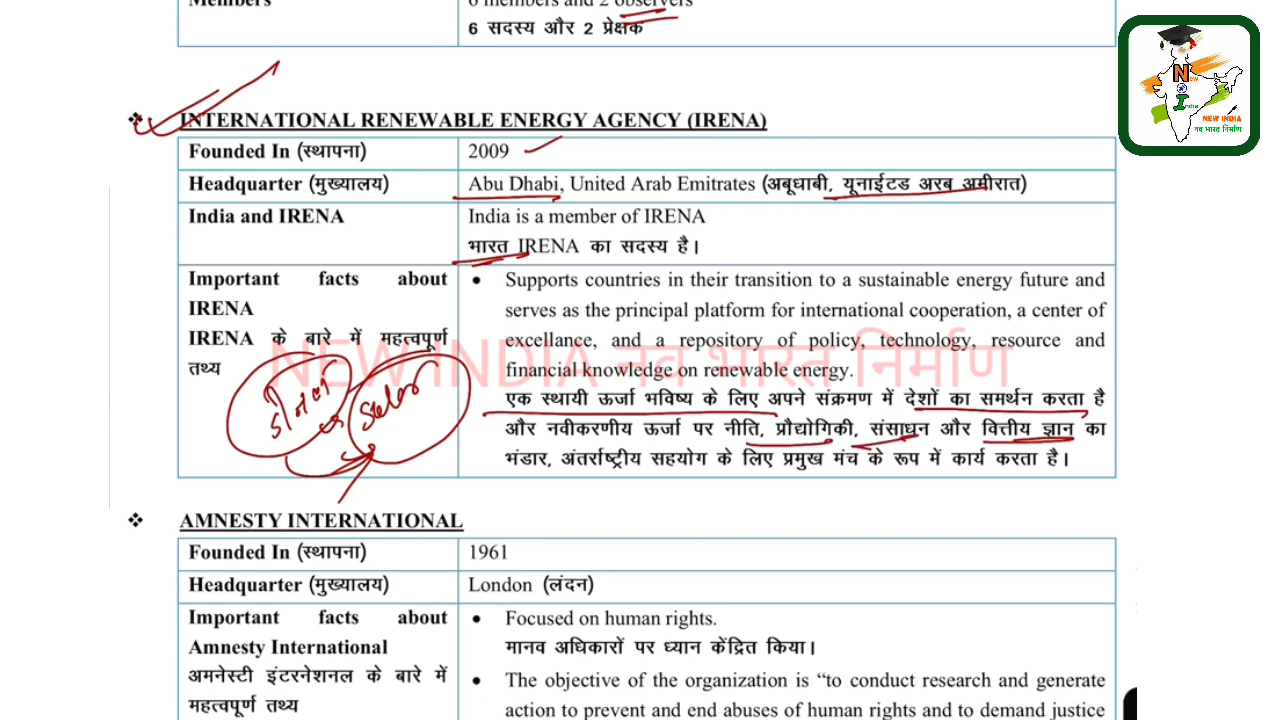 Members
6 members and 2 observers
6 सदस्य और 2 प्रेक्षक
❖ INTERNATIONAL RENEWABLE ENERGY AGENCY (IRENA)
Founded In (स्थापना)
2009
Headquarter (मुख्यालय)
Abu Dhabi, United Arab Emitrates (अबूधाबी, यूनाईटड अरब अमीरात)
India and IRENA
India is a member of IRENA
भारत IRENA का सदस्य है।
Important facts about
IRENA
IRENA के बारे में महत्वपूर्ण
तथ्य
• Supports countries in their transition to a sustainable energy future and
serves as the principal platform for international cooperation, a center of
excellence, and a repository of policy, technology, resource and
financial knowledge on renewable energy.
एक स्थायी ऊर्जा भविष्य के लिए अपने संक्रमण में देशों का समर्थन करता है
और नवीकरणीय ऊर्जा पर नीति, प्रौद्योगिकी, संसाधन और वित्तीय ज्ञान का
भंडार, अंतर्राष्ट्रीय सहयोग के लिए प्रमुख मंच के रूप में कार्य करता है।
NEW INDIA नव भारत निर्माण
❖ AMNESTY INTERNATIONAL
Founded In (स्थापना)
1961
Headquarter (मुख्यालय)
London (लंदन)
Important facts about
Amnesty International
अमनेस्टी इंटरनेशनल के बारे में
महत्वपूर्ण तथ्य
• Focused on human rights.
मानव अधिकारों पर ध्यान केंद्रित किया।
• The objective of the organization is “to conduct research and generate
action to prevent and end abuses of human rights and to demand justice
New
India
NEW INDIA
नव भारत निर्माण